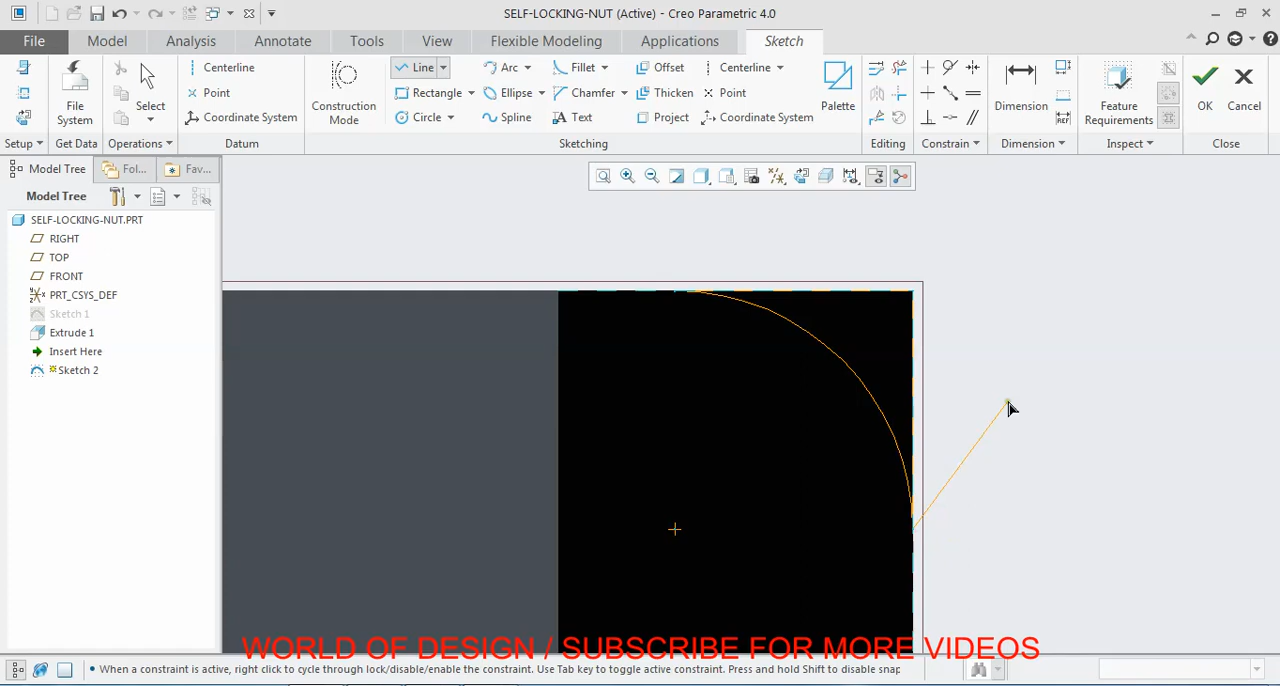 SELF-LOCKING-NUT (Active) - Creo Parametric 4.0
File Model Analysis Annotate Tools View Flexible Modeling Applications Sketch
File System
Select
Centerline
Point
Coordinate System
Construction Mode
Line Arc Fillet Offset Centerline
Rectangle Ellipse Chamfer Thicken Point
Circle Spline Text Project Coordinate System
Palette
Dimension
Feature Requirements
OK Cancel
Setup Get Data Operations Datum Sketching Editing Constrain Dimension Inspect Close
Model Tree Fol... Fav...
Model Tree
SELF-LOCKING-NUT.PRT
RIGHT
TOP
FRONT
PRT_CSYS_DEF
Sketch 1
Extrude 1
Insert Here
Sketch 2
WORLD OF DESIGN / SUBSCRIBE FOR MORE VIDEOS
• When a constraint is active, right click to cycle through lock/disable/enable the constraint. Use Tab key to toggle active constraint. Press and hold Shift to disable snap